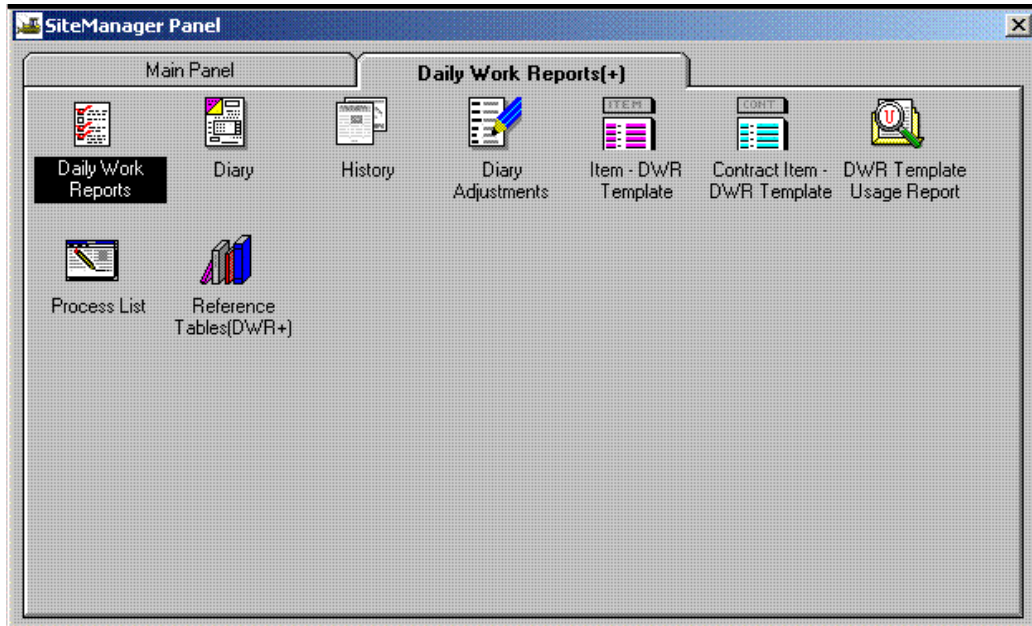 SiteManager Panel
Main Panel
Daily Work Reports(+)
Daily Work
Reports
Diary
History
Diary
Adjustments
ITEM
Item - DWR
Template
CONT
Contract Item -
DWR Template
U
DWR Template
Usage Report
Process List
Reference
Tables(DWR+)